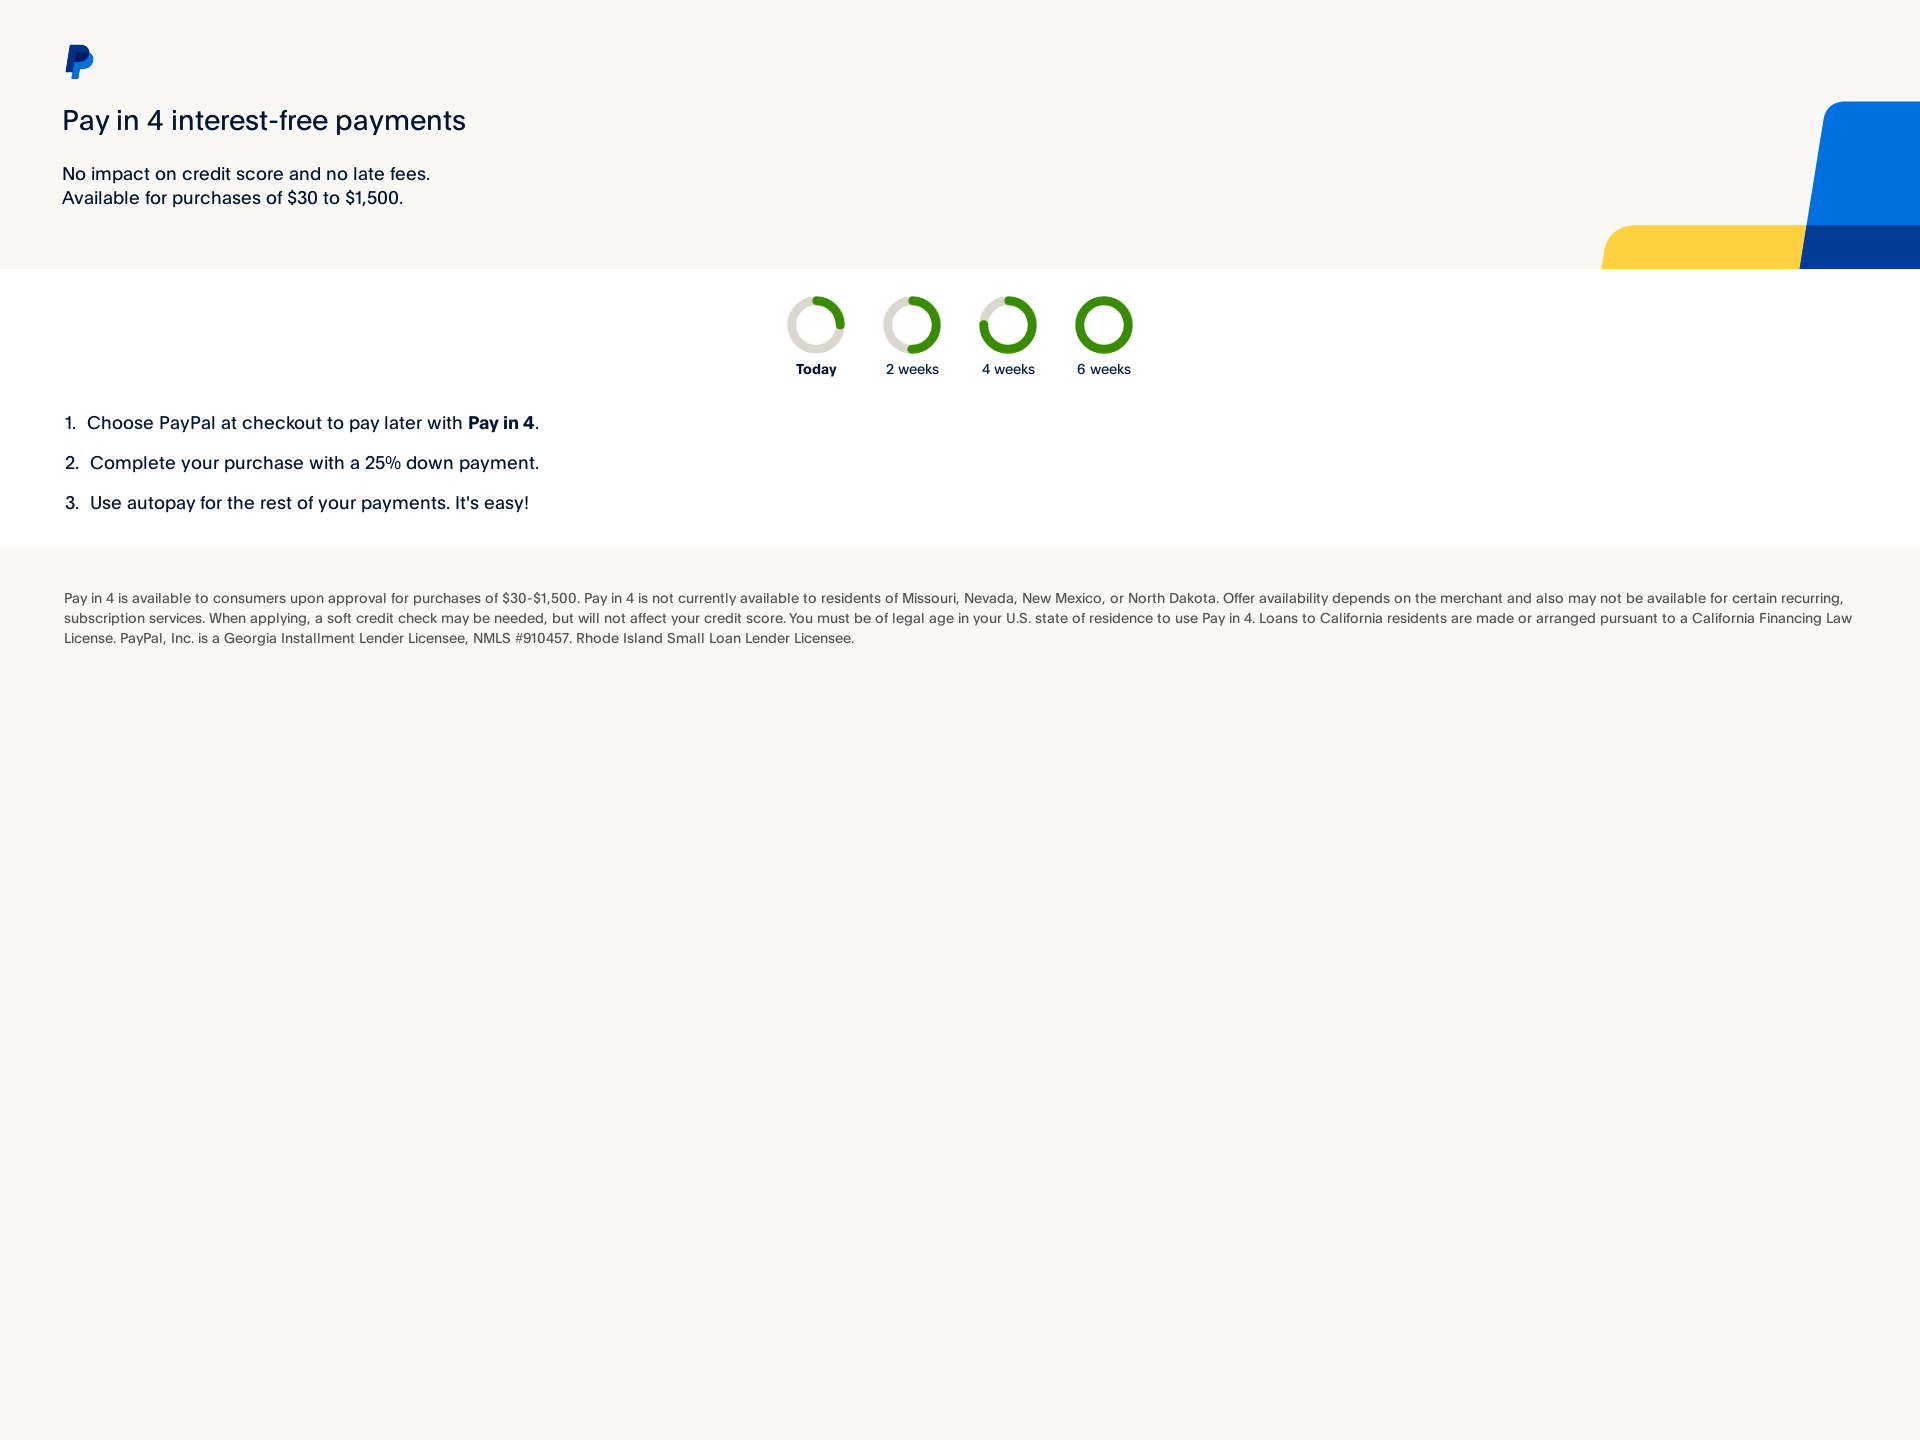 Pay in 4 interest-free payments
No impact on credit score and no late fees.
Available for purchases of $30 to $1,500.
Today
2 weeks
4 weeks
6 weeks
1. Choose PayPal at checkout to pay later with Pay in 4.
2. Complete your purchase with a 25% down payment.
3. Use autopay for the rest of your payments. It's easy!
Pay in 4 is available to consumers upon approval for purchases of $30-$1,500. Pay in 4 is not currently available to residents of Missouri, Nevada, New Mexico, or North Dakota. Offer availability depends on the merchant and also may not be available for certain recurring,
subscription services. When applying, a soft credit check may be needed, but will not affect your credit score. You must be of legal age in your U.S. state of residence to use Pay in 4. Loans to California residents are made or arranged pursuant to a California Financing Law
License. PayPal, Inc. is a Georgia Installment Lender Licensee, NMLS #910457. Rhode Island Small Loan Lender Licensee.